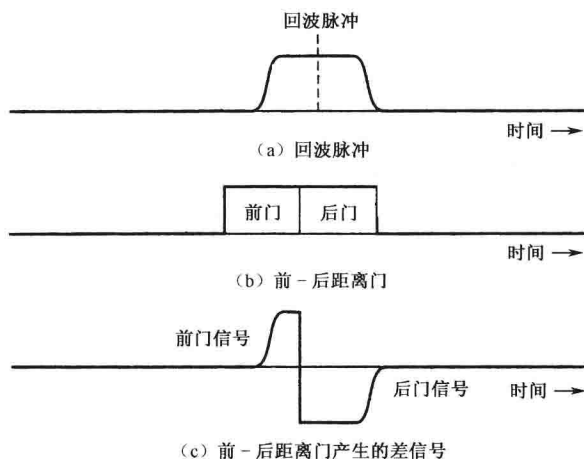 回波脉冲
时间
(a)回波脉冲
前门 后门
时间
(b)前-后距离门
前门信号
后门信号 时间
(c)前-后距离门产生的差信号